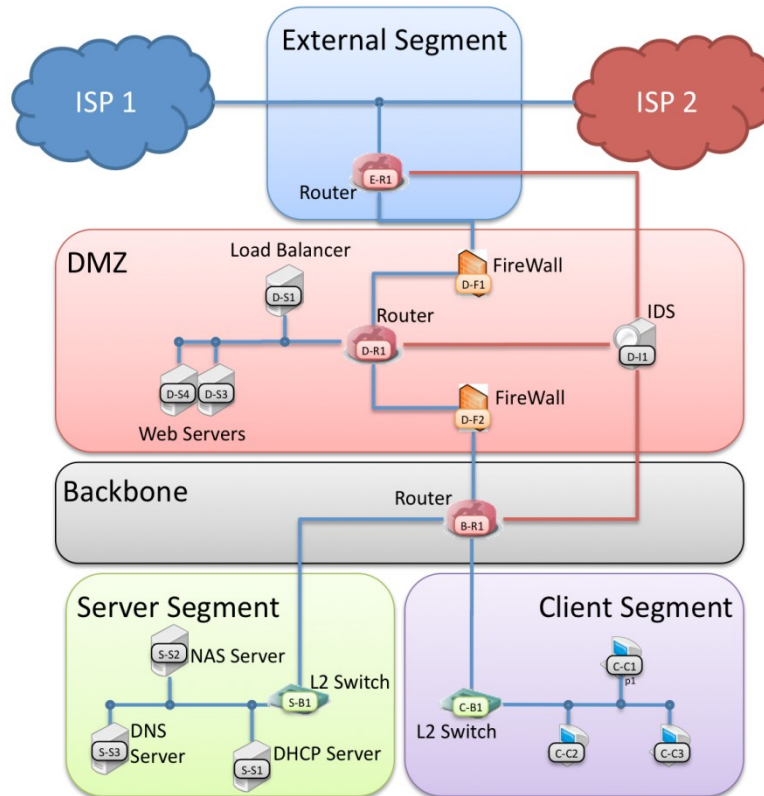 External Segment
ISP 1
ISP 2
E-R1
Router
DMZ
Load Balancer
FireWall
D-S1
D-F1
IDS
Router
D-R1
D-I1
D-S4
D-S3
FireWall
D-F2
Web Servers
Backbone
Router
B-R1
Server Segment
Client Segment
S-S2
NAS Server
C-C1
p1
L2 Switch
S-B1
C-B1
DNS
Server
S-S3
L2 Switch
DHCP Server
S-S1
C-C2
C-C3